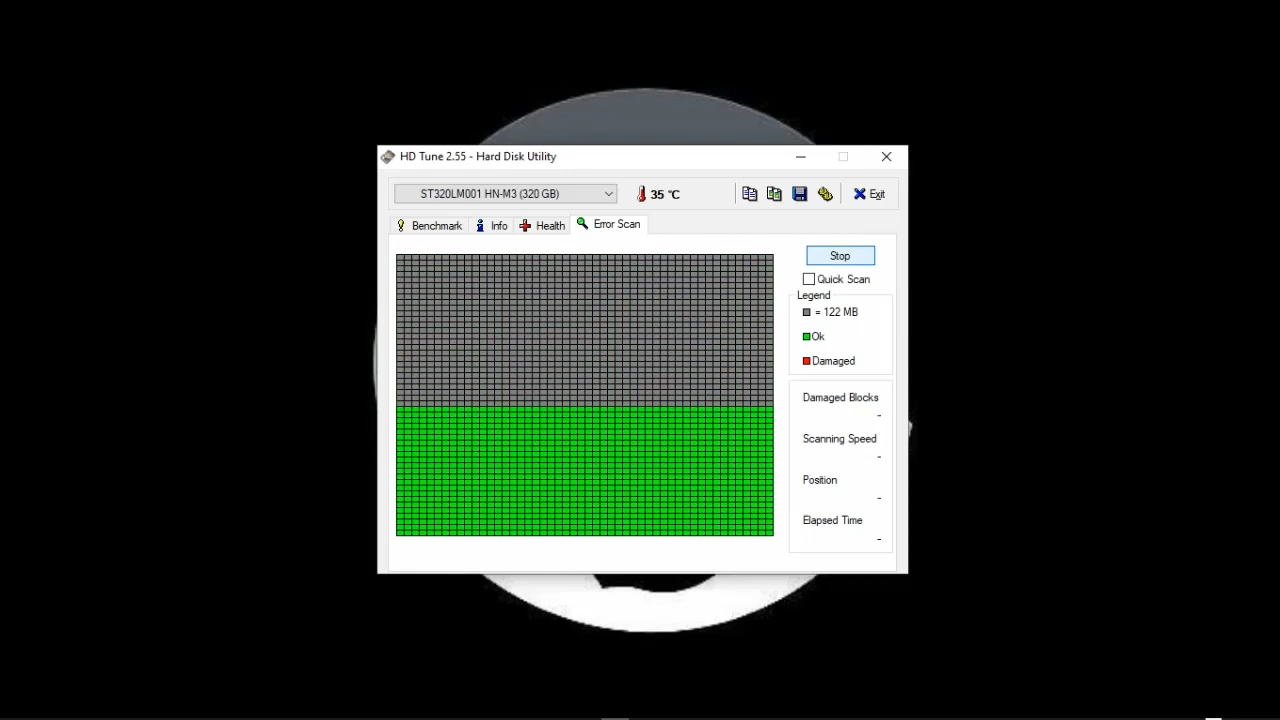 HD Tune 2.55 - Hard Disk Utility
ST320LM001 HN-M3 (320 GB)
35 °C
Exit
Benchmark
Info
Health
Error Scan
Stop
Quick Scan
Legend
= 122 MB
Ok
Damaged
Damaged Blocks
-
Scanning Speed
-
Position
-
Elapsed Time
-